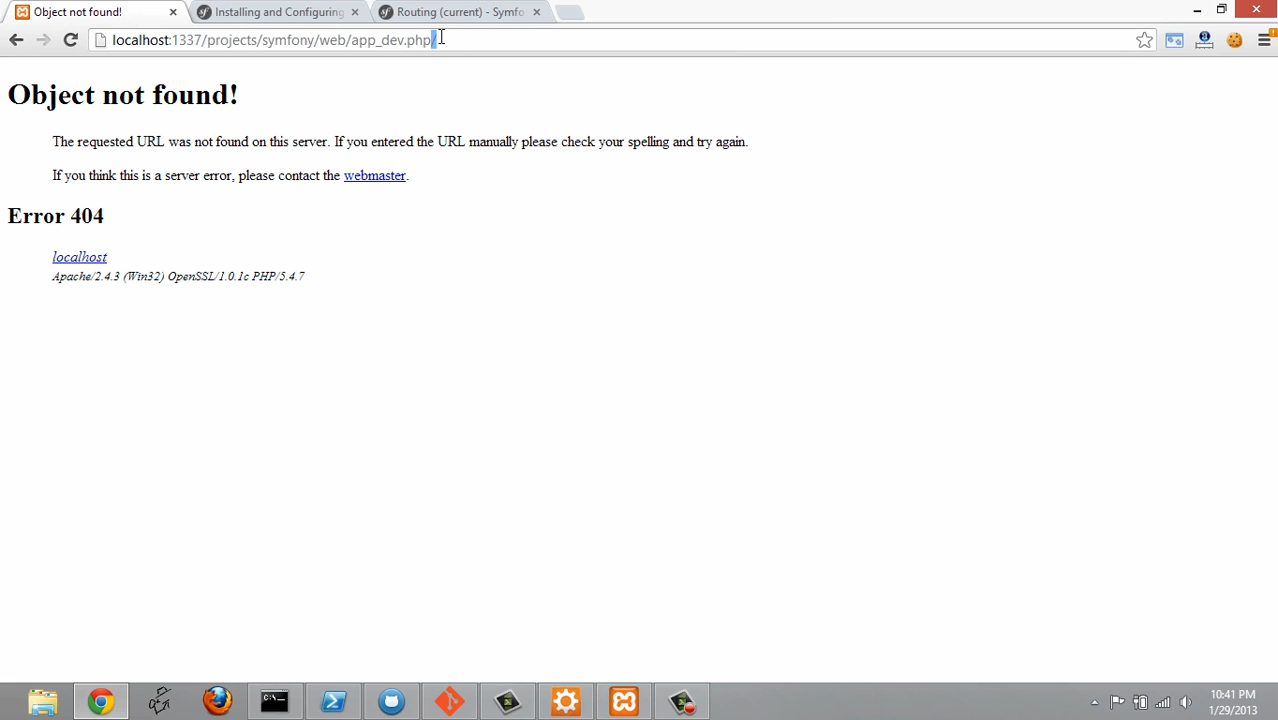 Object not found!
Installing and Configuring
Routing (current) - Symfo
localhost:1337/projects/symfony/web/app_dev.php/
Object not found!
The requested URL was not found on this server. If you entered the URL manually please check your spelling and try again.
If you think this is a server error, please contact the webmaster.
Error 404
localhost
Apache/2.4.3 (Win32) OpenSSL/1.0.1c PHP/5.4.7
10:41 PM
1/29/2013